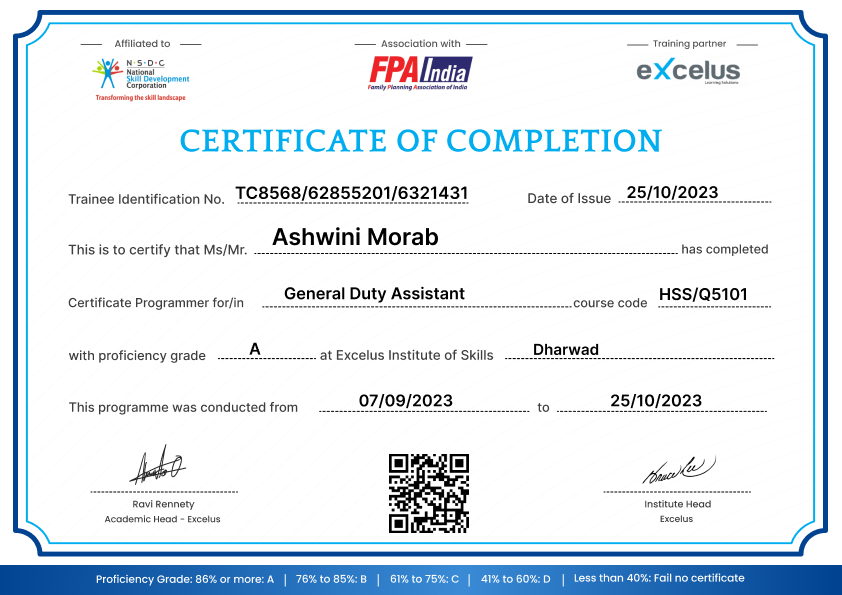 Affiliated to
N·S·D·C
National
Skill Development
Corporation
Transforming the skill landscape
Association with
FPA India
Family Planning Association of India
Training partner
eXcelus
Learning Solutions
CERTIFICATE OF COMPLETION
Trainee Identification No. TC8568/62855201/6321431 Date of Issue 25/10/2023
This is to certify that Ms/Mr. Ashwini Morab has completed
Certificate Programmer for/in General Duty Assistant course code HSS/Q5101
with proficiency grade A at Excelus Institute of Skills Dharwad
This programme was conducted from 07/09/2023 to 25/10/2023
Ravi Rennety
Academic Head - Excelus
Institute Head
Excelus
Proficiency Grade: 86% or more: A | 76% to 85%: B | 61% to 75%: C | 41% to 60%: D | Less than 40%: Fail no certificate